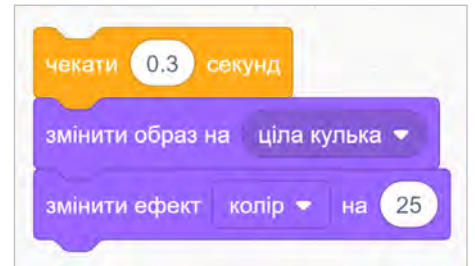 чекати 0.3 секунд
змінити образ на ціла кулька
змінити ефект колір на 25